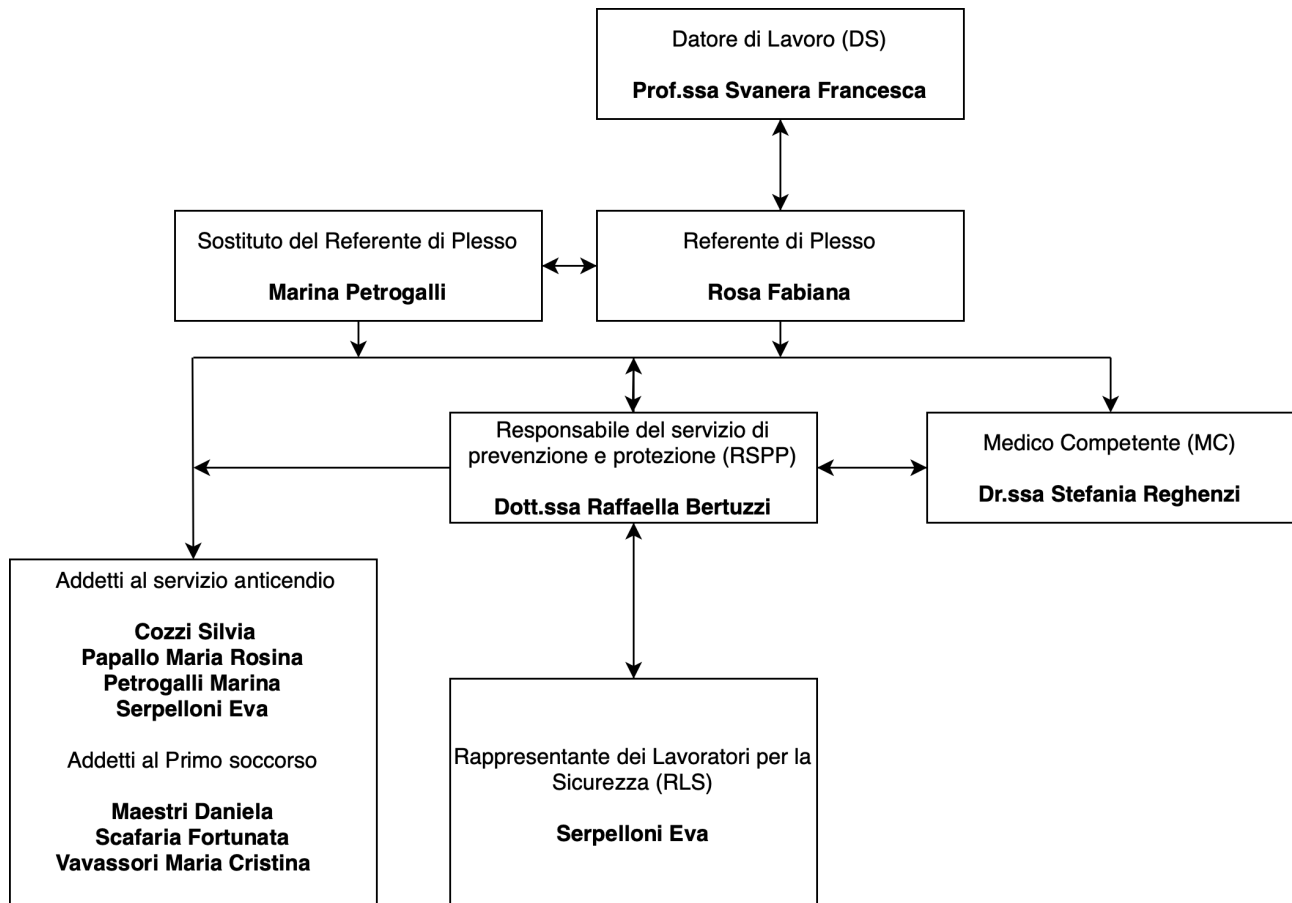 Datore di Lavoro (DS)
Prof.ssa Svanera Francesca
Sostituto del Referente di Plesso
Marina Petrogalli
Referente di Plesso
Rosa Fabiana
Responsabile del servizio di
prevenzione e protezione (RSPP)
Dott.ssa Raffaella Bertuzzi
Medico Competente (MC)
Dr.ssa Stefania Reghenzi
Addetti al servizio anticendio
Cozzi Silvia
Papallo Maria Rosina
Petrogalli Marina
Serpelloni Eva
Addetti al Primo soccorso
Maestri Daniela
Scafaria Fortunata
Vavassori Maria Cristina
Rappresentante dei Lavoratori per la
Sicurezza (RLS)
Serpelloni Eva